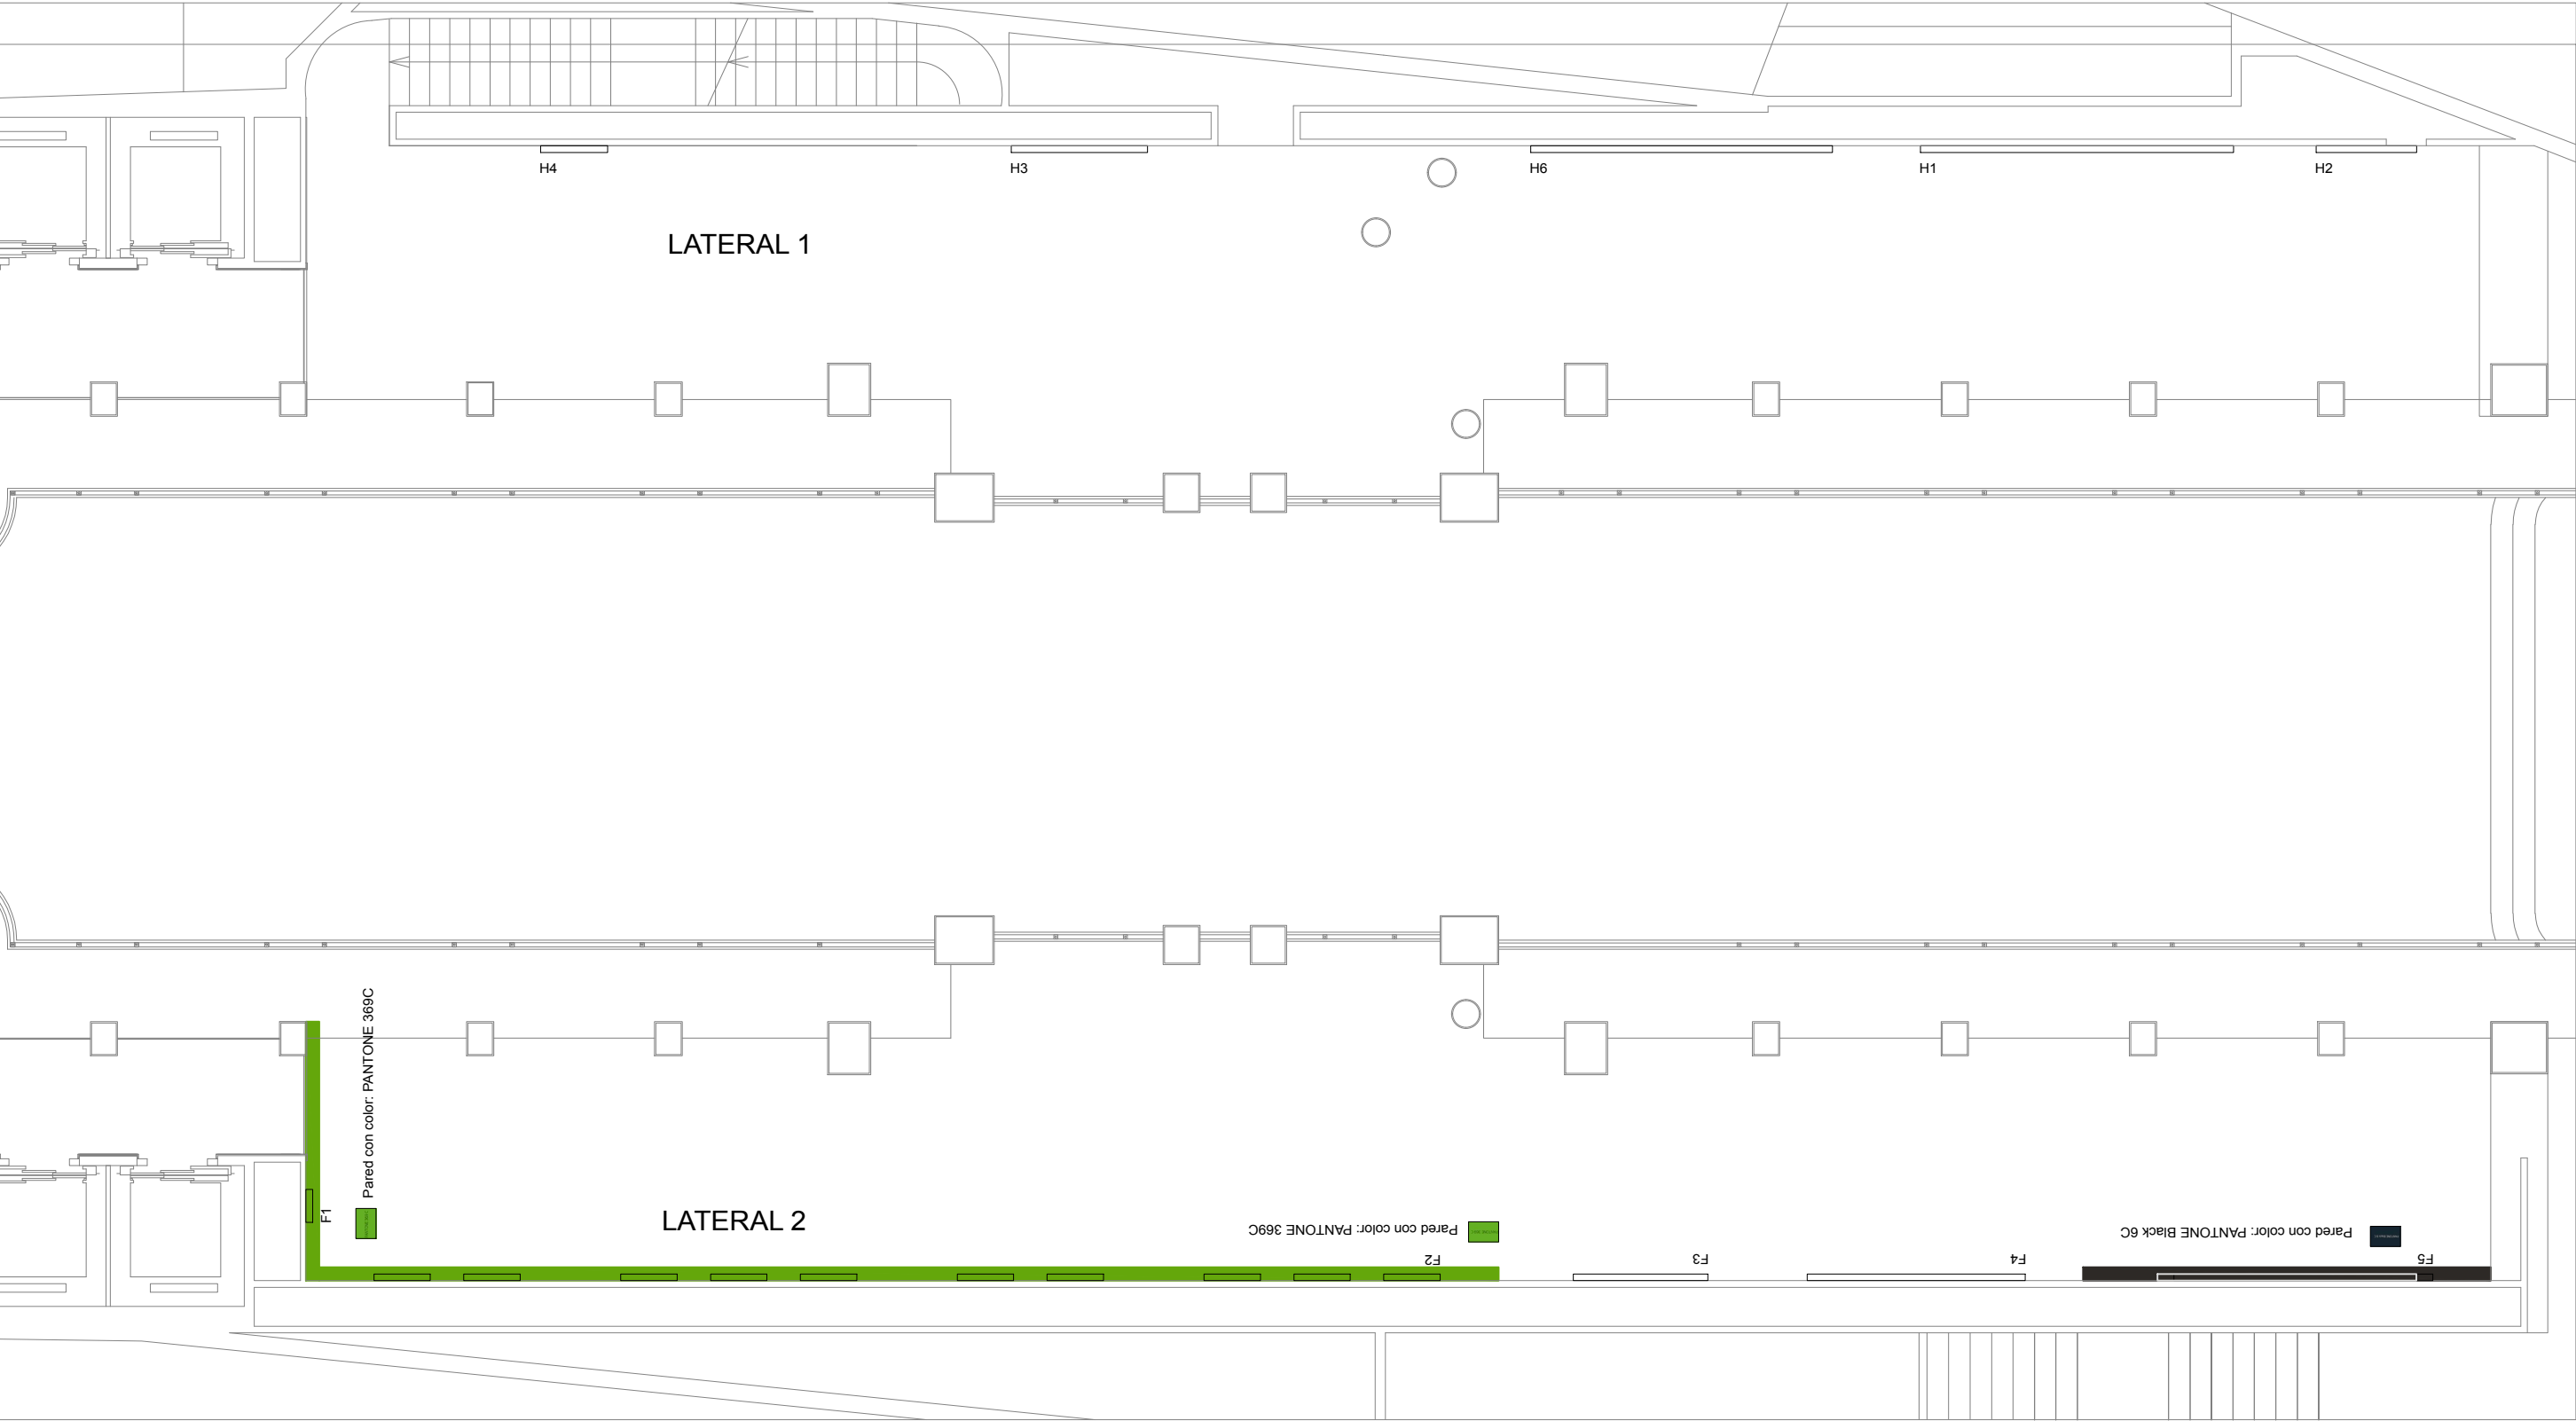 H4
H3
H6
H1
H2
LATERAL 1
Pared con color: PANTONE 369C
F1
LATERAL 2
Pared con color: PANTONE 369C
Pared con color: PANTONE Black 6C
F2
F3
F4
F5